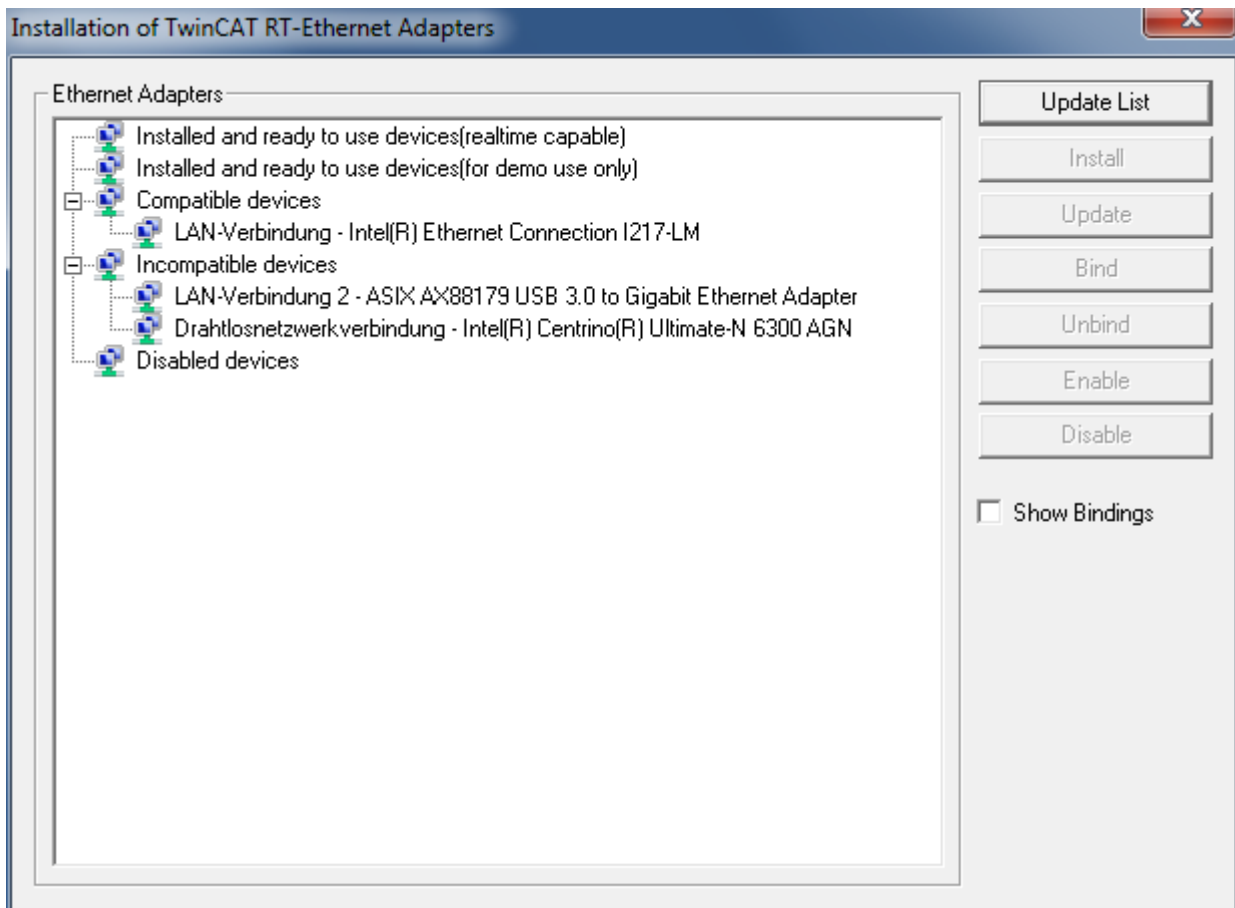 Installation of TwinCAT RT-Ethernet Adapters
Ethernet Adapters
Installed and ready to use devices(realtime capable)
Installed and ready to use devices(for demo use only)
Compatible devices
LAN-Verbindung - Intel(R) Ethernet Connection I217-LM
Incompatible devices
LAN-Verbindung 2 - ASIX AX88179 USB 3.0 to Gigabit Ethernet Adapter
Drahtlosnetzwerkverbindung - Intel(R) Centrino(R) Ultimate-N 6300 AGN
Disabled devices
Update List
Install
Update
Bind
Unbind
Enable
Disable
Show Bindings